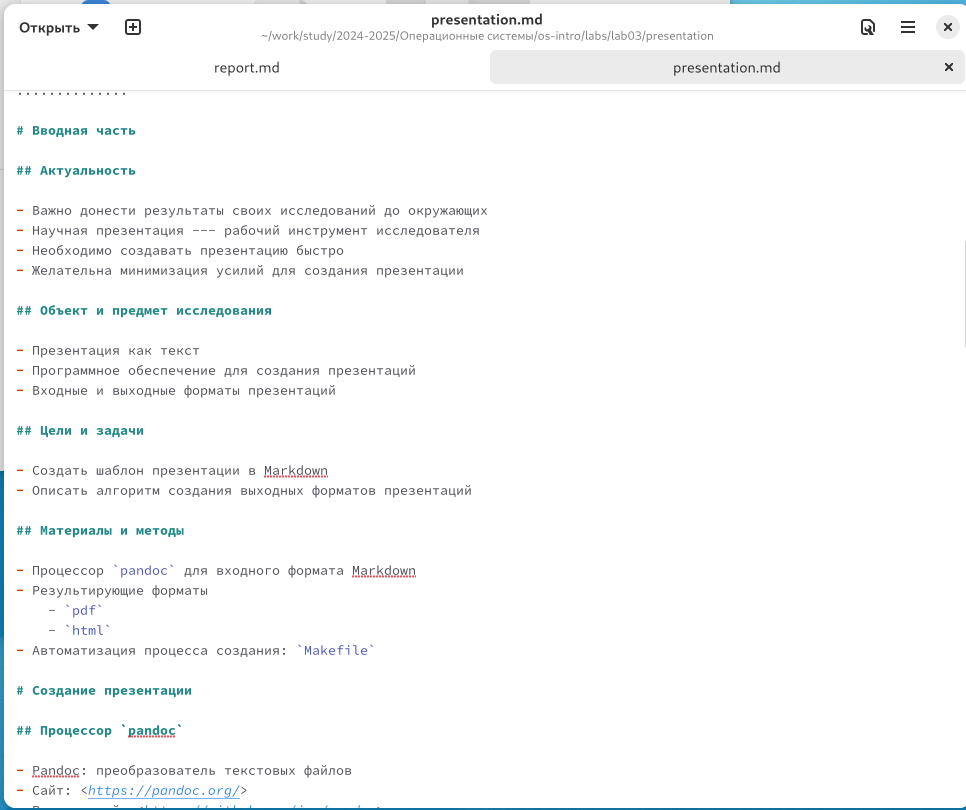 Открыть
presentation.md
~/work/study/2024-2025/Операционные системы/os-intro/labs/lab03/presentation
report.md
presentation.md
# Вводная часть
## Актуальность
- Важно донести результаты своих исследований до окружающих
- Научная презентация --- рабочий инструмент исследователя
- Необходимо создавать презентацию быстро
- Желательна минимизация усилий для создания презентации
## Объект и предмет исследования
- Презентация как текст
- Программное обеспечение для создания презентаций
- Входные и выходные форматы презентаций
## Цели и задачи
- Создать шаблон презентации в Markdown
- Описать алгоритм создания выходных форматов презентаций
## Материалы и методы
- Процессор `pandoc` для входного формата Markdown
- Результирующие форматы
    - `pdf`
    - `html`
- Автоматизация процесса создания: `Makefile`
# Создание презентации
## Процессор `pandoc`
- Pandoc: преобразователь текстовых файлов
- Сайт: <https://pandoc.org/>